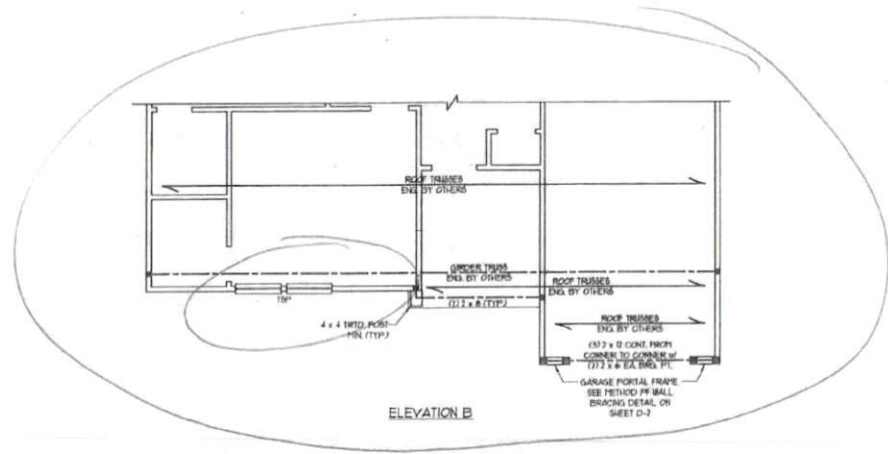 ROOF TRUSSES
ENG. BY OTHERS
GIRDER TRUSS
ENG. BY OTHERS
ROOF TRUSSES
ENG. BY OTHERS
(2) 2 x 8 (TYP.)
4 x 4 TRTD. POST
MIN. (TYP.)
ROOF TRUSSES
ENG. BY OTHERS
(3) 2 x 12 CONT. FROM
CORNER TO CORNER w/
(2) 2 x 6 EA. BRG. PT.
GARAGE PORTAL FRAME
SEE METHOD PF WALL
BRACING DETAIL ON
SHEET D-2
ELEVATION B